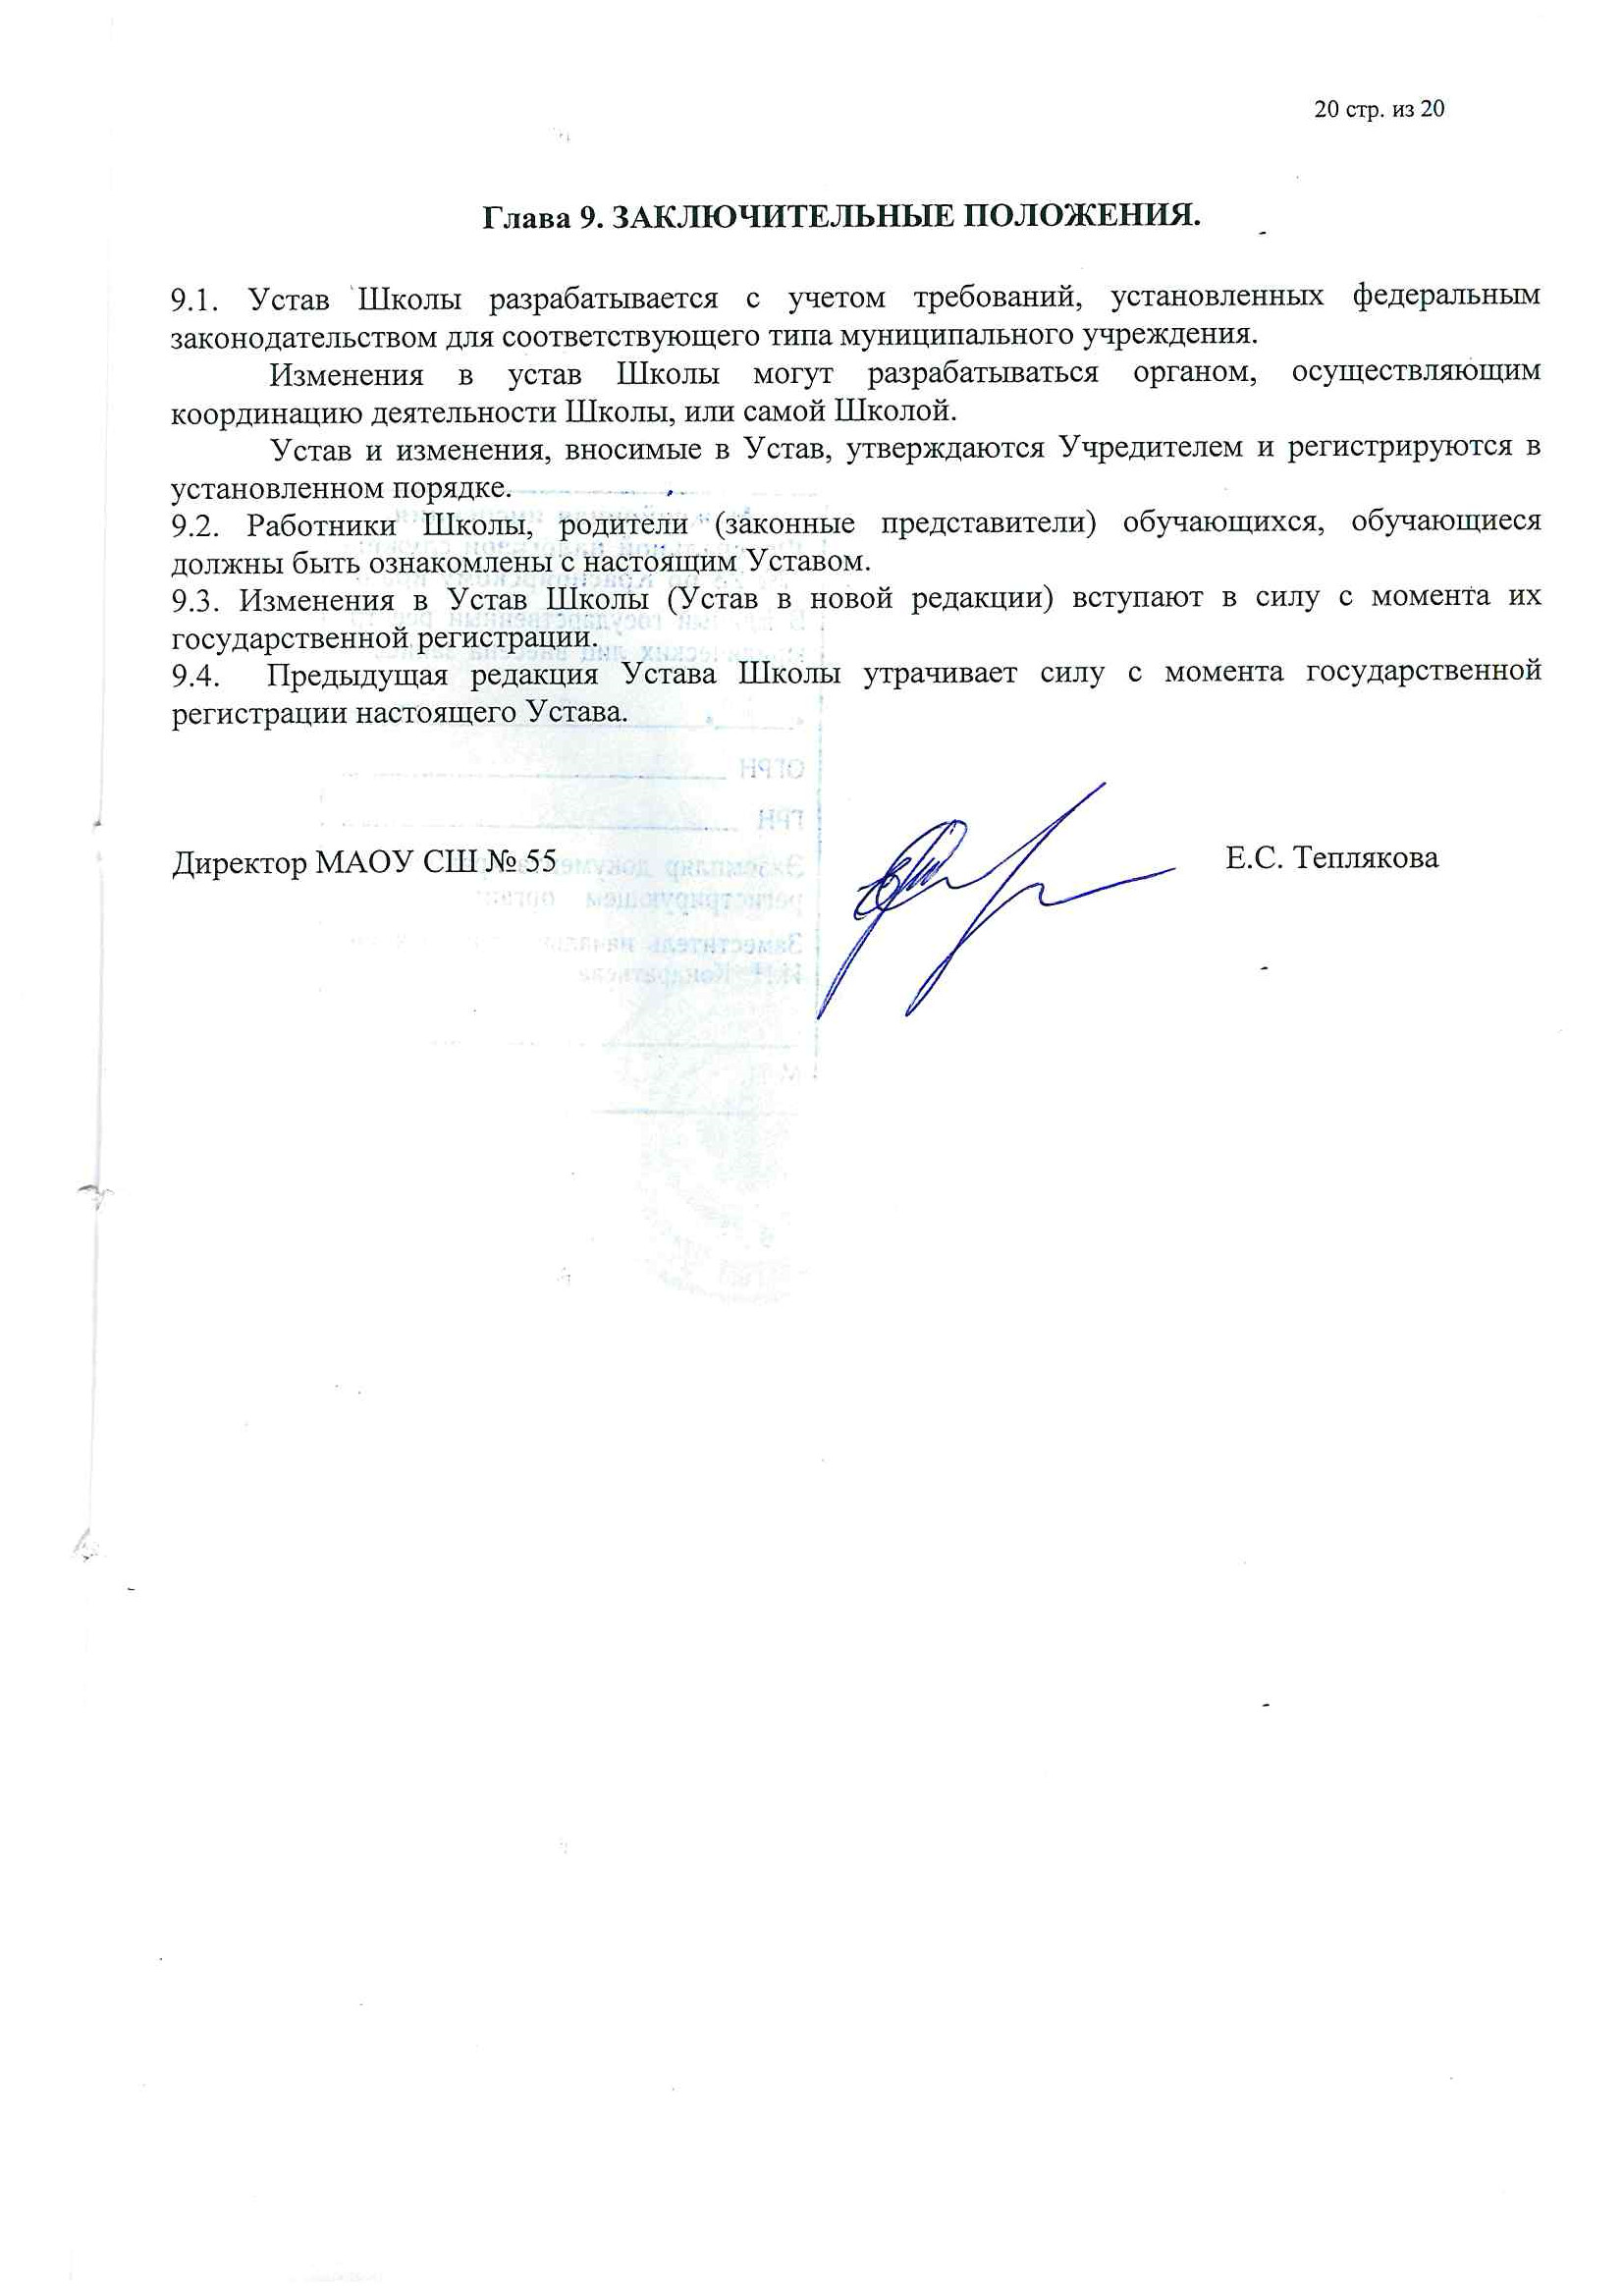 20 стр. из 20
Глава 9. ЗАКЛЮЧИТЕЛЬНЫЕ ПОЛОЖЕНИЯ.
9.1. Устав Школы разрабатывается с учетом требований, установленных федеральным
законодательством для соответствующего типа муниципального учреждения.
Изменения в устав Школы могут разрабатываться органом, осуществляющим
координацию деятельности Школы, или самой Школой.
Устав и изменения, вносимые в Устав, утверждаются Учредителем и регистрируются в
установленном порядке.
9.2. Работники Школы, родители (законные представители) обучающихся, обучающиеся
должны быть ознакомлены с настоящим Уставом.
9.3. Изменения в Устав Школы (Устав в новой редакции) вступают в силу с момента их
государственной регистрации.
9.4. Предыдущая редакция Устава Школы утрачивает силу с момента государственной
регистрации настоящего Устава.
ОГРН
ГРН
Директор МАОУ СШ № 55 Е.С. Теплякова